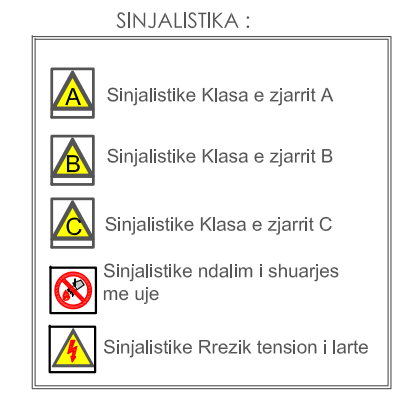 SINJALISTIKA :
A Sinjalistike Klasa e zjarrit A
B Sinjalistike Klasa e zjarrit B
C Sinjalistike Klasa e zjarrit C
Sinjalistike ndalim i shuarjes
me uje
Sinjalistike Rrezik tension i larte